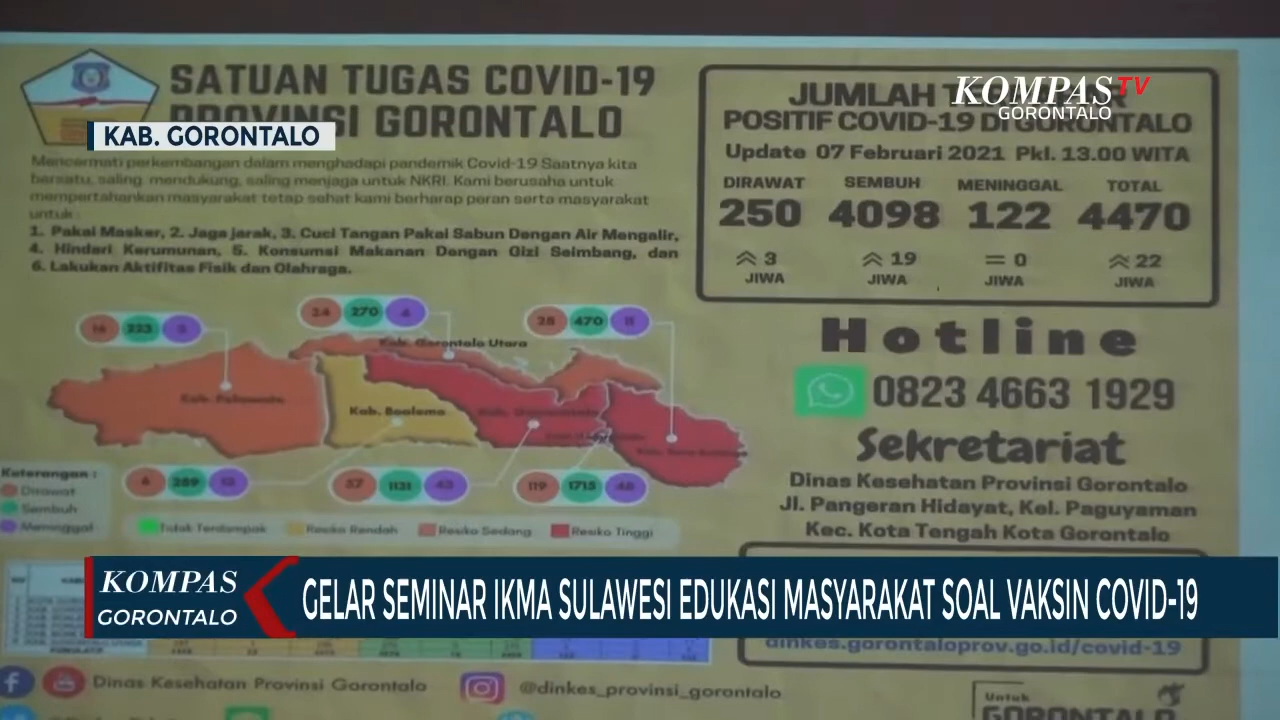 SATUAN TUGAS COVID-19
PROVINSI GORONTALO
KAB. GORONTALO
Mencermati perkembangan dalam menghadapi pandemik Covid-19 Saatnya kita
bersatu, saling mendukung, saling menjaga untuk NKRI. Kami berusaha untuk
mempertahankan masyarakat tetap sehat kami berharap peran serta masyarakat
untuk :
1. Pakai Masker, 2. Jaga jarak, 3. Cuci Tangan Pakai Sabun Dengan Air Mengalir,
4. Hindari Kerumunan, 5. Konsumsi Makanan Dengan Gizi Seimbang, dan
6. Lakukan Aktifitas Fisik dan Olahraga.
KOMPAS TV
GORONTALO
JUMLAH
POSITIF COVID-19 DI GORONTALO
Update 07 Februari 2021 Pkl. 13.00 WITA
DIRAWAT SEMBUH MENINGGAL TOTAL
250 4098 122 4470
3 19 = 0 22
JIWA JIWA JIWA JIWA
24 270
16 223
28 470 11
Kab. Gorontalo Utara
Kab. Pohuwato
Kab. Boalemo
Hotline
0823 4663 1929
Sekretariat
Dinas Kesehatan Provinsi Gorontalo
Jl. Pangeran Hidayat, Kel. Paguyaman
Kec. Kota Tengah Kota Gorontalo
Keterangan :
Dirawat
Sembuh
Meninggal
6 289
57 1131 43
119 1715 48
Tidak Terdampak Resiko Rendah Resiko Sedang Resiko Tinggi
KOMPAS
GORONTALO
GELAR SEMINAR IKMA SULAWESI EDUKASI MASYARAKAT SOAL VAKSIN COVID-19
dinkes.gorontaloprov.go.id/covid-19
Dinas Kesehatan Provinsi Gorontalo
@dinkes_provinsi_gorontalo
Untuk
GORONTALO